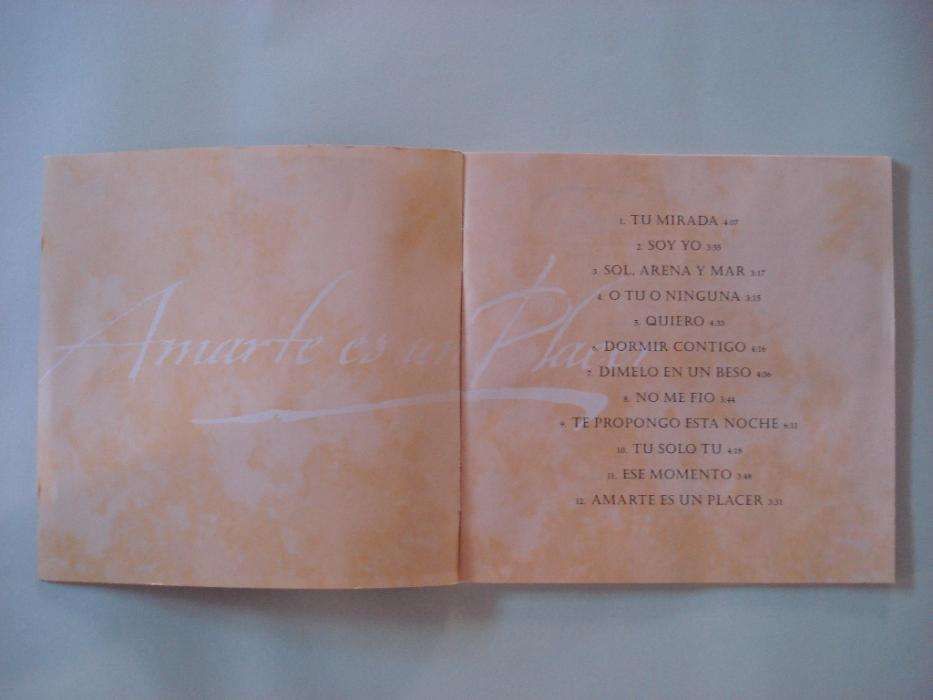 Amarte es un Placer
1. TU MIRADA 4:07
2. SOY YO 3:55
3. SOL, ARENA Y MAR 3:17
4. O TU O NINGUNA 3:15
5. QUIERO 4:35
6. DORMIR CONTIGO 4:16
7. DIMELO EN UN BESO 4:06
8. NO ME FIO 3:44
9. TE PROPONGO ESTA NOCHE
10. TU SOLO TU 4:19
11. ESE MOMENTO 3:48
12. AMARTE ES UN PLACER 3:31